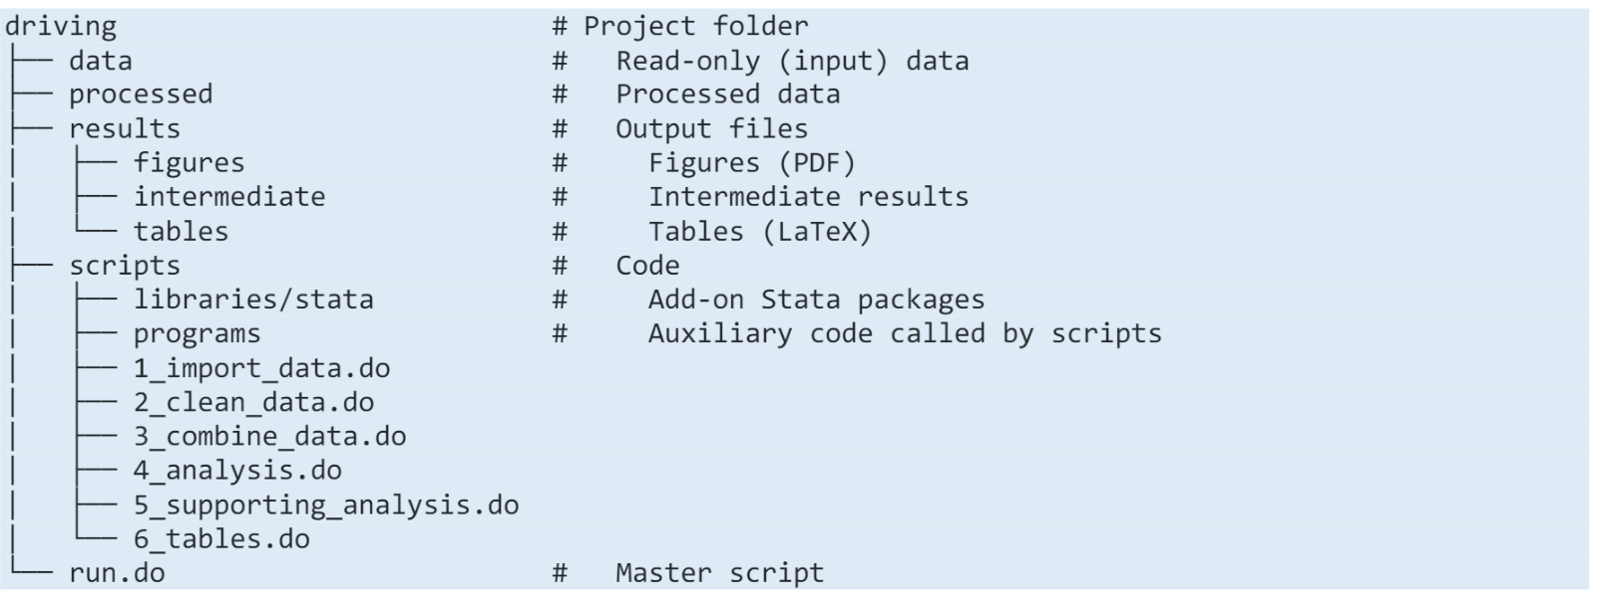 driving                           # Project folder
├── data                          #   Read-only (input) data
├── processed                     #   Processed data
├── results                       #   Output files
│   ├── figures                   #     Figures (PDF)
│   ├── intermediate              #     Intermediate results
│   └── tables                    #     Tables (LaTeX)
├── scripts                       #   Code
│   ├── libraries/stata           #     Add-on Stata packages
│   ├── programs                  #     Auxiliary code called by scripts
│   ├── 1_import_data.do
│   ├── 2_clean_data.do
│   ├── 3_combine_data.do
│   ├── 4_analysis.do
│   ├── 5_supporting_analysis.do
│   └── 6_tables.do
└── run.do                        #   Master script